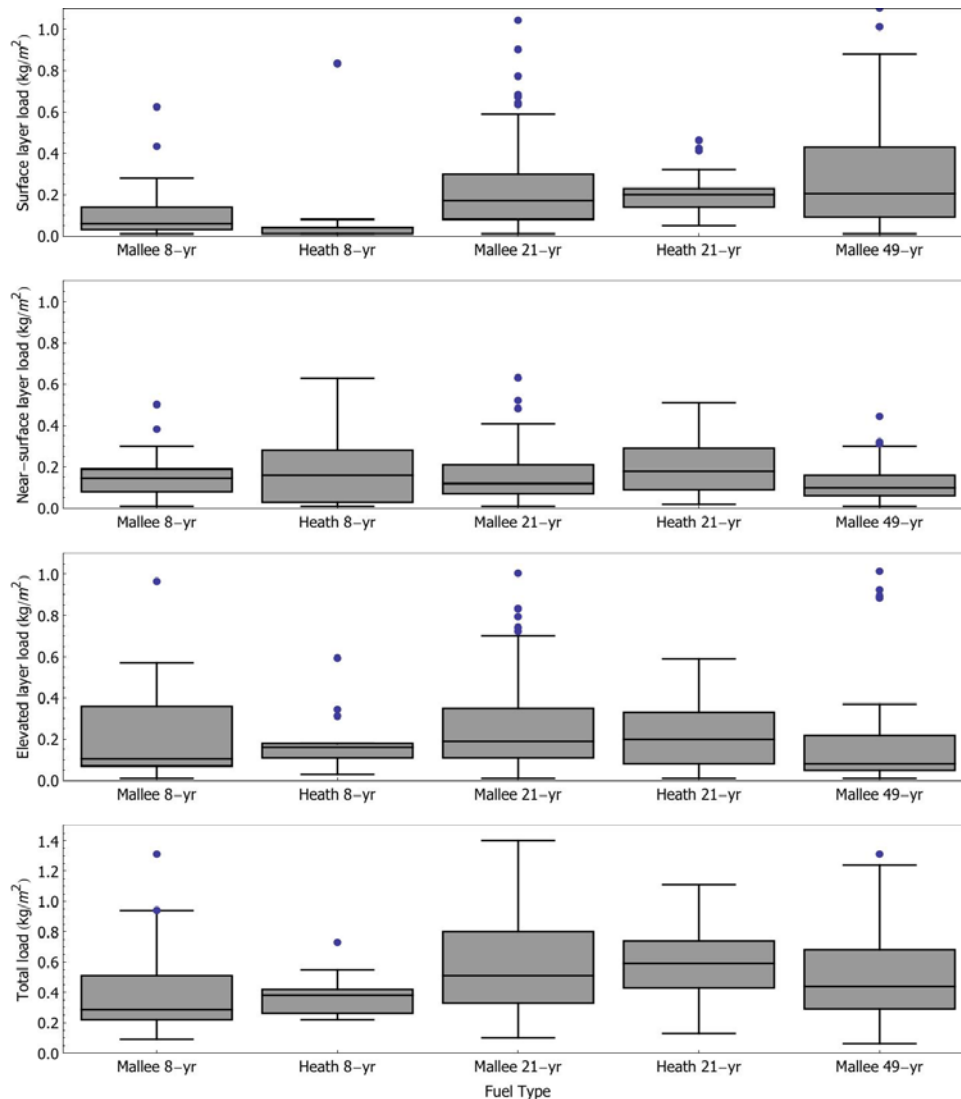 Surface layer load (kg/m²)
1.0
0.8
0.6
0.4
0.2
0.0
Mallee 8−yr Heath 8−yr Mallee 21−yr Heath 21−yr Mallee 49−yr
Near−surface layer load (kg/m²)
1.0
0.8
0.6
0.4
0.2
0.0
Mallee 8−yr Heath 8−yr Mallee 21−yr Heath 21−yr Mallee 49−yr
Elevated layer load (kg/m²)
1.0
0.8
0.6
0.4
0.2
0.0
Mallee 8−yr Heath 8−yr Mallee 21−yr Heath 21−yr Mallee 49−yr
Total load (kg/m²)
1.4
1.2
1.0
0.8
0.6
0.4
0.2
0.0
Mallee 8−yr Heath 8−yr Mallee 21−yr Heath 21−yr Mallee 49−yr
Fuel Type